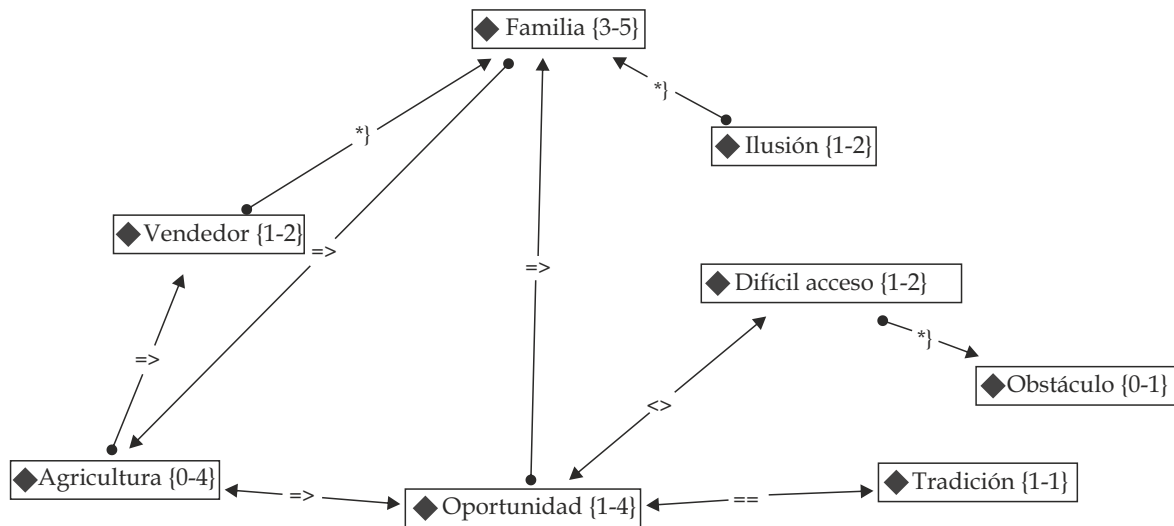 Familia {3-5}
*}
*}
Ilusión {1-2}
Vendedor {1-2}
=>
=>
Difícil acceso {1-2}
*}
=>
Obstáculo {0-1}
<>
Agricultura {0-4}
=>
Oportunidad {1-4}
==
Tradición {1-1}